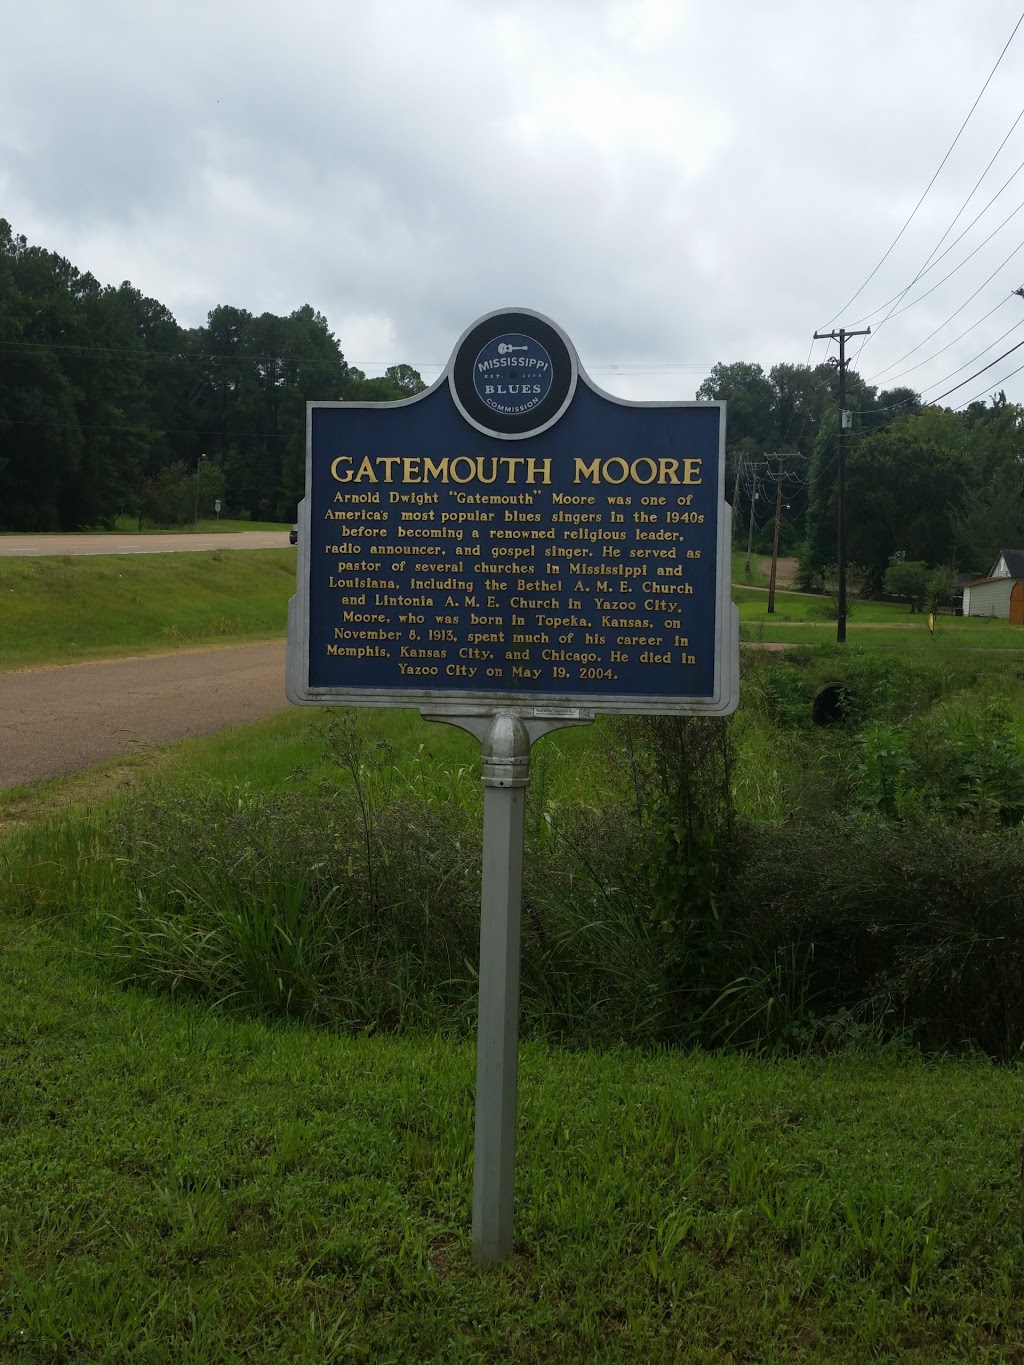 MISSISSIPPI
EST.
BLUES
COMMISSION
GATEMOUTH MOORE
Arnold Dwight "Gatemouth" Moore was one of
America's most popular blues singers in the 1940s
before becoming a renowned religious leader,
radio announcer, and gospel singer. He served as
pastor of several churches in Mississippi and
Louisiana, including the Bethel A. M. E. Church
and Lintonia A. M. E. Church in Yazoo City.
Moore, who was born in Topeka, Kansas, on
November 8, 1913, spent much of his career in
Memphis, Kansas City, and Chicago. He died in
Yazoo City on May 19, 2004.